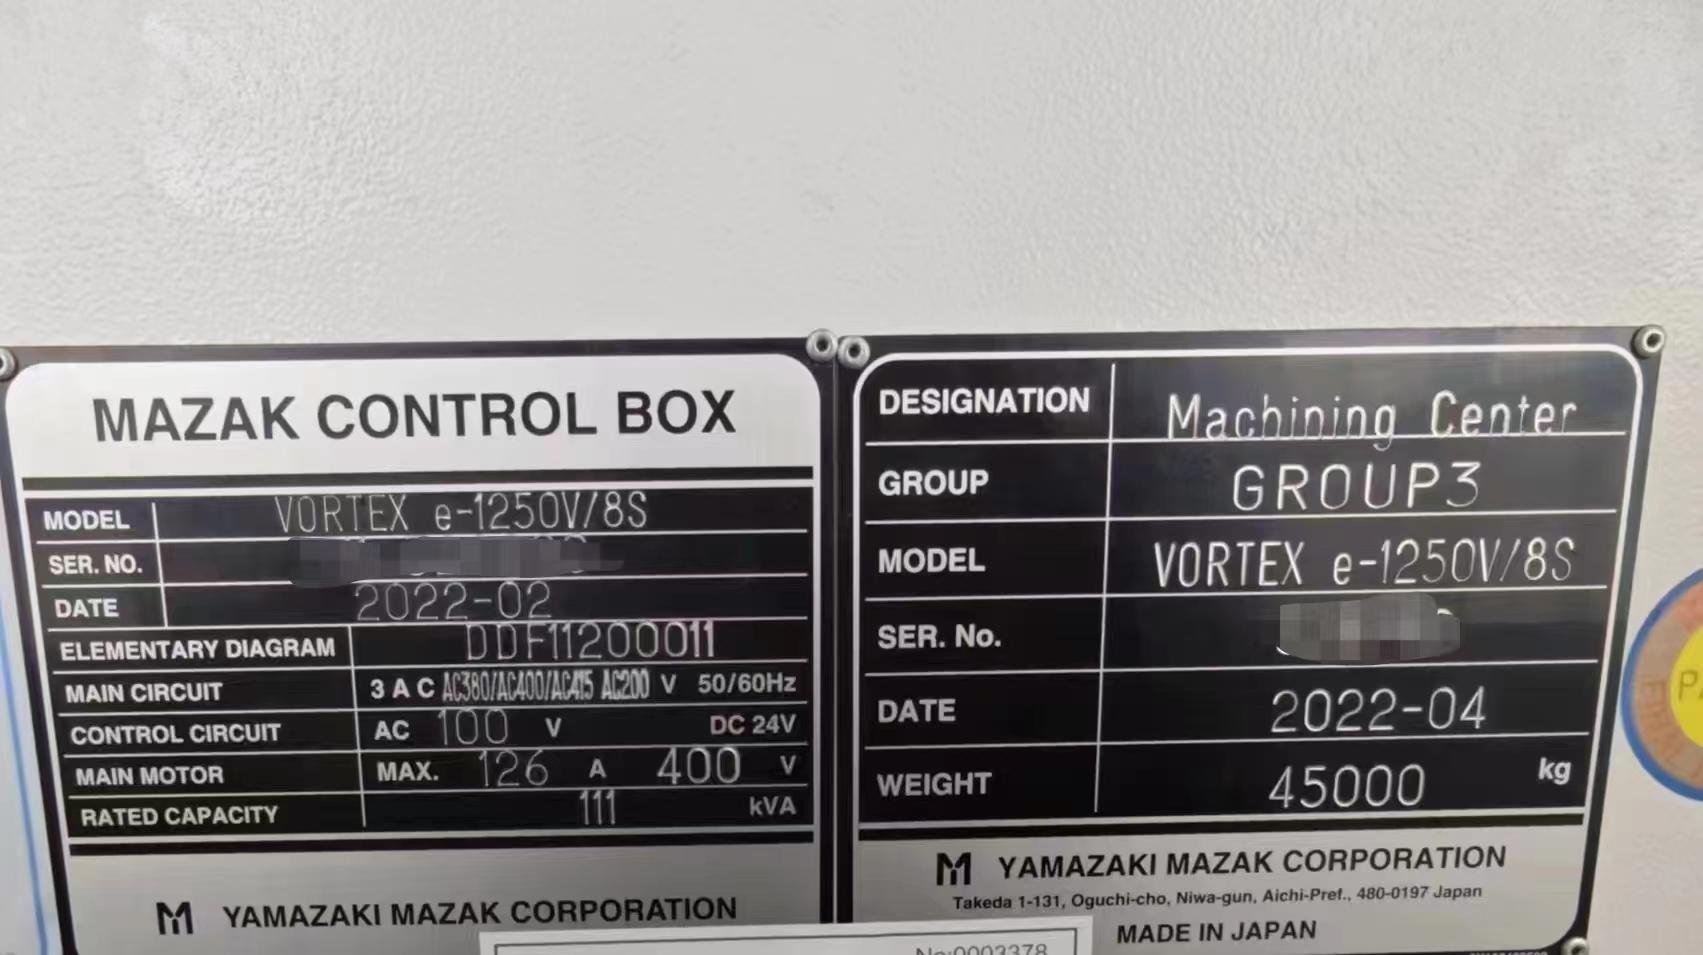 MAZAK CONTROL BOX
MODEL VORTEX e-1250V/8S
SER. NO.
DATE 2022-02
ELEMENTARY DIAGRAM DDF11200011
MAIN CIRCUIT 3 A C AC380/AC400/AC415 AC200 V 50/60Hz
CONTROL CIRCUIT AC 100 V DC 24V
MAIN MOTOR MAX. 126 A 400 V
RATED CAPACITY 111 kVA
YAMAZAKI MAZAK CORPORATION
DESIGNATION Machining Center
GROUP GROUP3
MODEL VORTEX e-1250V/8S
SER. No.
DATE 2022-04
WEIGHT 45000 kg
YAMAZAKI MAZAK CORPORATION
Takeda 1-131, Oguchi-cho, Niwa-gun, Aichi-Pref., 480-0197 Japan
MADE IN JAPAN
No:0003378